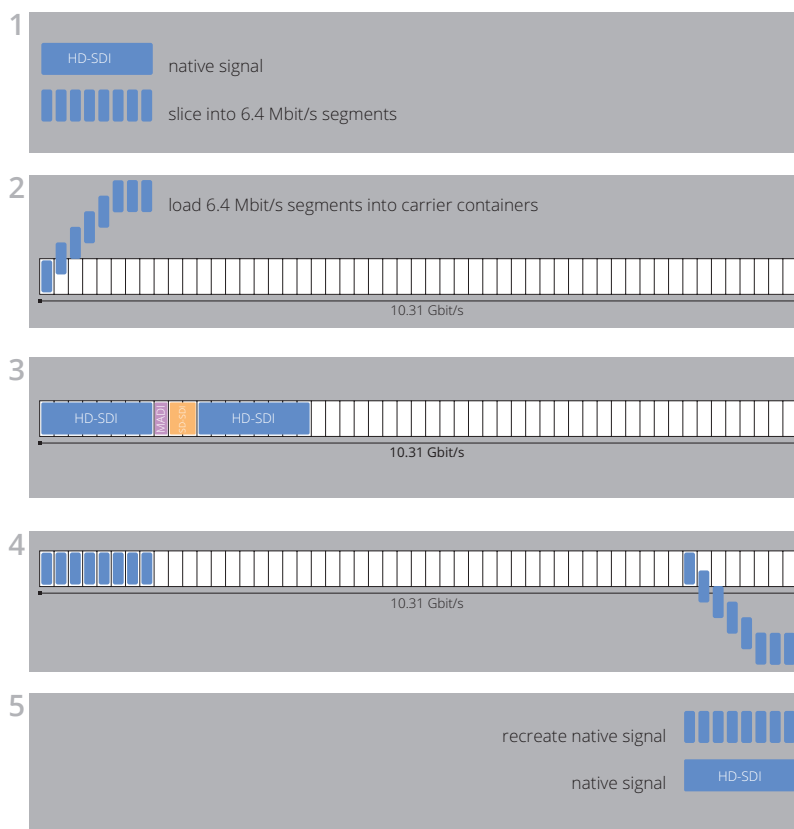 1
HD-SDI
native signal
slice into 6.4 Mbit/s segments
2
load 6.4 Mbit/s segments into carrier containers
10.31 Gbit/s
3
HD-SDI MADI SD-SDI HD-SDI
10.31 Gbit/s
4
10.31 Gbit/s
5
recreate native signal
native signal
HD-SDI